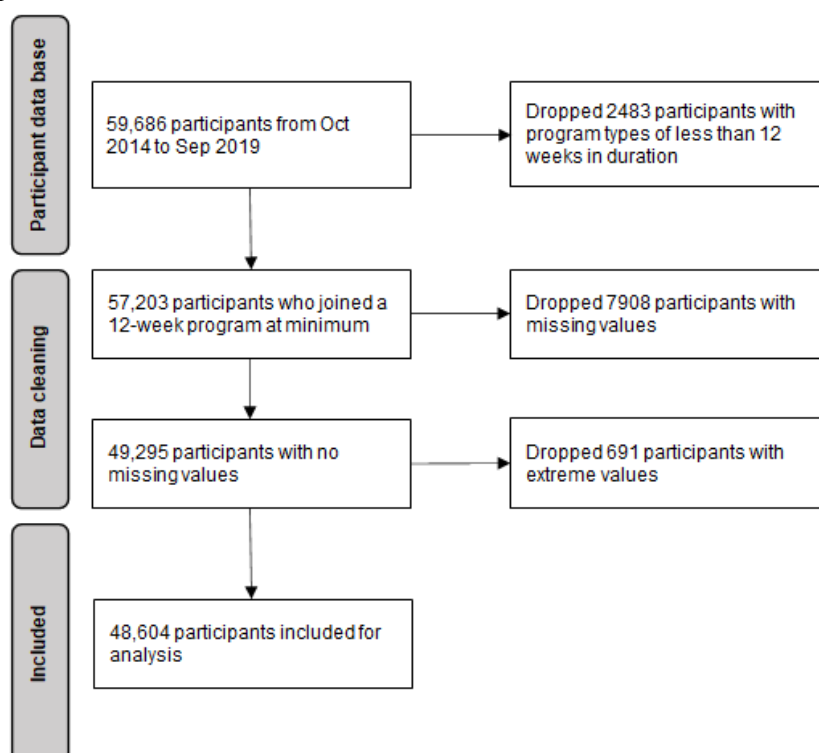 Participant data base
59,686 participants from Oct
2014 to Sep 2019
Dropped 2483 participants with
program types of less than 12
weeks in duration
Data cleaning
57,203 participants who joined a
12-week program at minimum
Dropped 7908 participants with
missing values
49,295 participants with no
missing values
Dropped 691 participants with
extreme values
Included
48,604 participants included for
analysis